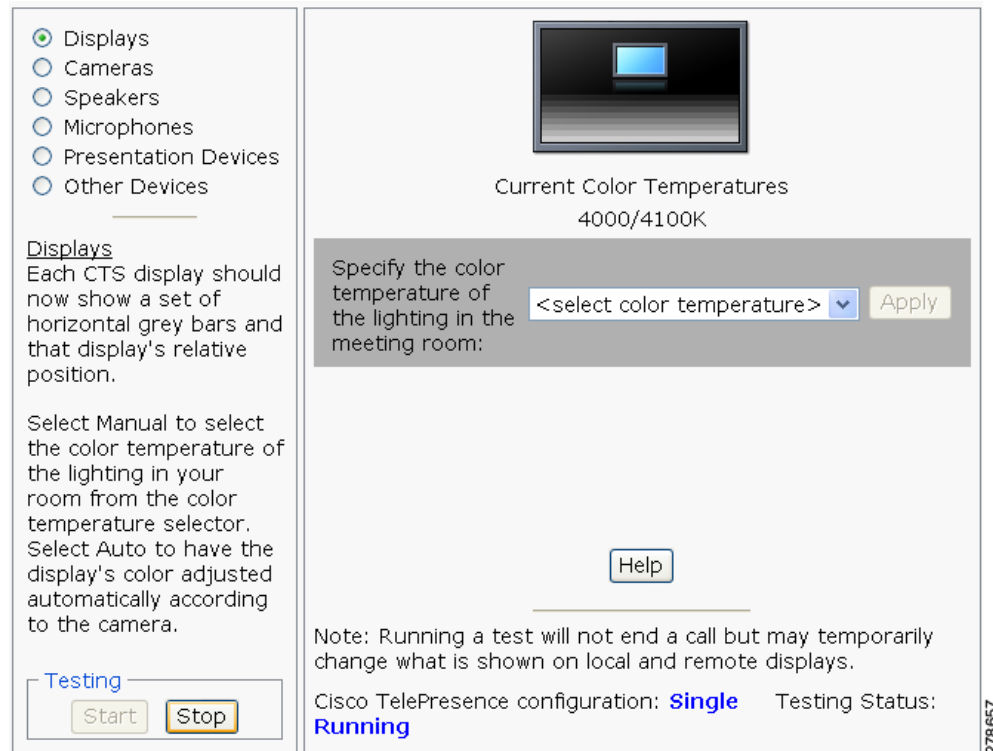 Displays
Cameras
Speakers
Microphones
Presentation Devices
Other Devices
Displays
Each CTS display should
now show a set of
horizontal grey bars and
that display's relative
position.
Select Manual to select
the color temperature of
the lighting in your
room from the color
temperature selector.
Select Auto to have the
display's color adjusted
automatically according
to the camera.
Testing
Start Stop
Current Color Temperatures
4000/4100K
Specify the color
temperature of
the lighting in the
meeting room:
<select color temperature> Apply
Help
Note: Running a test will not end a call but may temporarily
change what is shown on local and remote displays.
Cisco TelePresence configuration: Single Testing Status:
Running